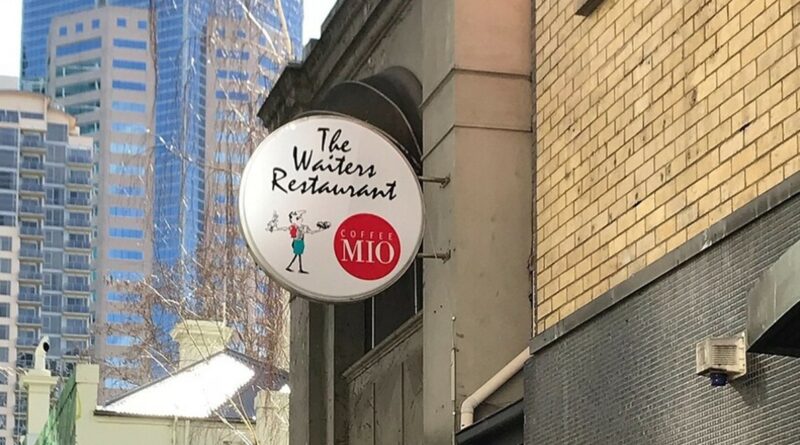 The
Waiters
Restaurant
COFFEE
MIO